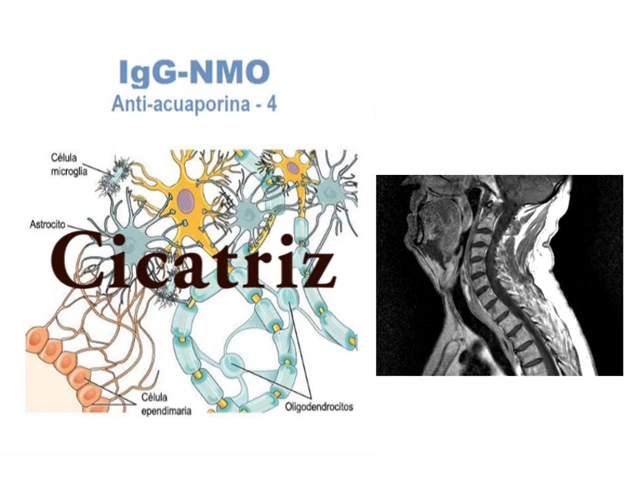 IgG-NMO
Anti-acuaporina - 4
Célula
microglia
Astrocito
Cicatriz
Célula
ependimaria
Oligodendrocitos